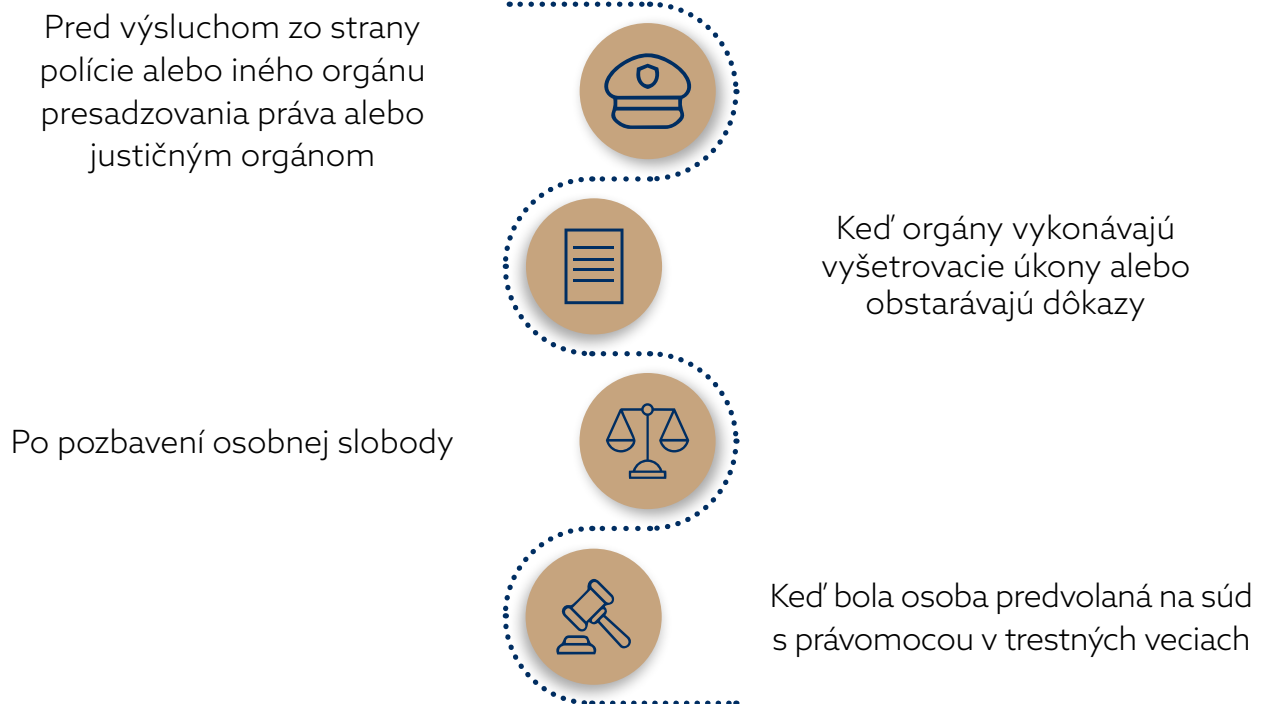 Pred výsluchom zo strany
polície alebo iného orgánu
presadzovania práva alebo
justičným orgánom
Keď orgány vykonávajú
vyšetrovacie úkony alebo
obstarávajú dôkazy
Po pozbavení osobnej slobody
Keď bola osoba predvolaná na súd
s právomocou v trestných veciach